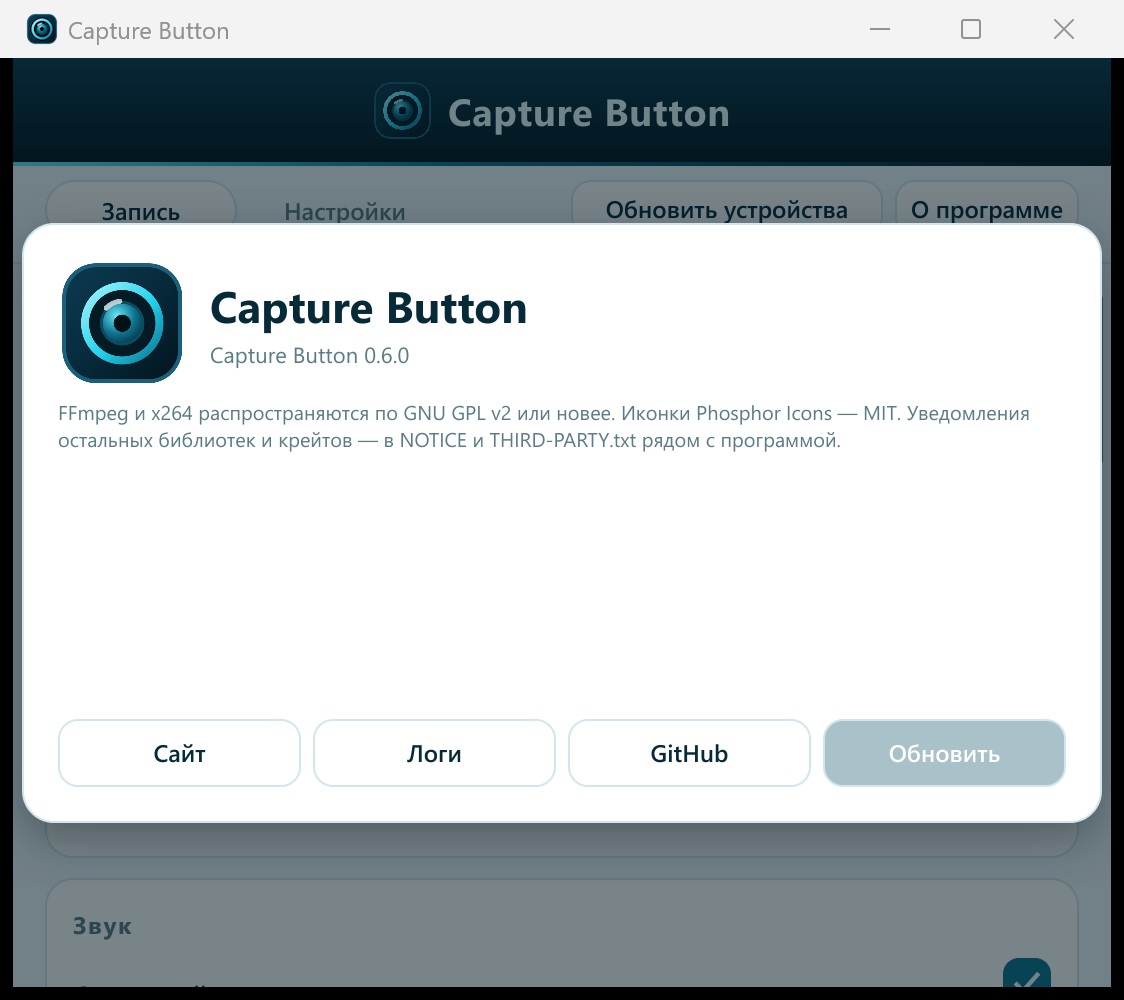 Capture Button
Capture Button
Запись
Настройки
Обновить устройства
О программе
Capture Button
Capture Button 0.6.0
FFmpeg и x264 распространяются по GNU GPL v2 или новее. Иконки Phosphor Icons — MIT. Уведомления
остальных библиотек и крейтов — в NOTICE и THIRD-PARTY.txt рядом с программой.
Сайт
Логи
GitHub
Обновить
Звук